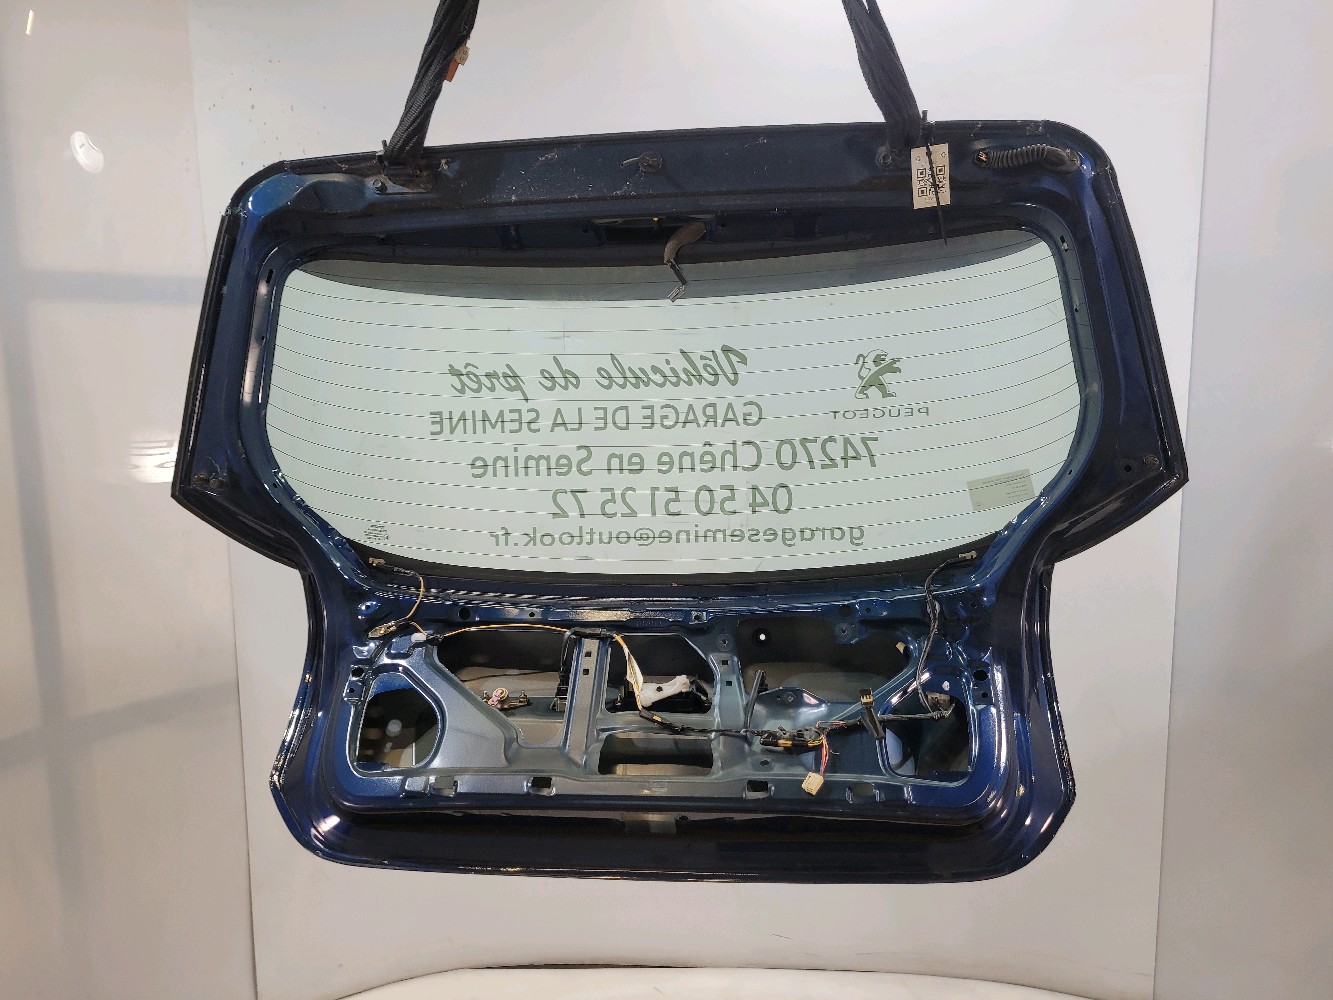 Véhicule de prêt
PEUGEOT
GARAGE DE LA SEMINE
74270 Chêne en Semine
04 50 51 25 72
garagesemine@outlook.fr